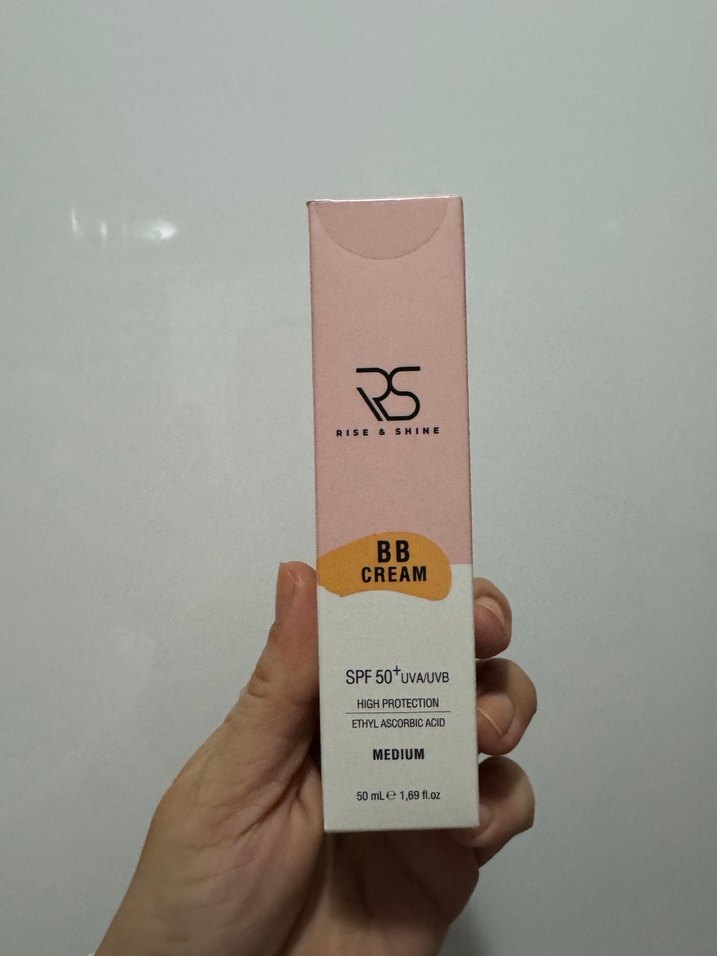 RS
RISE & SHINE
BB
CREAM
SPF 50+ UVA/UVB
HIGH PROTECTION
ETHYL ASCORBIC ACID
MEDIUM
50 mL ℮ 1,69 fl.oz